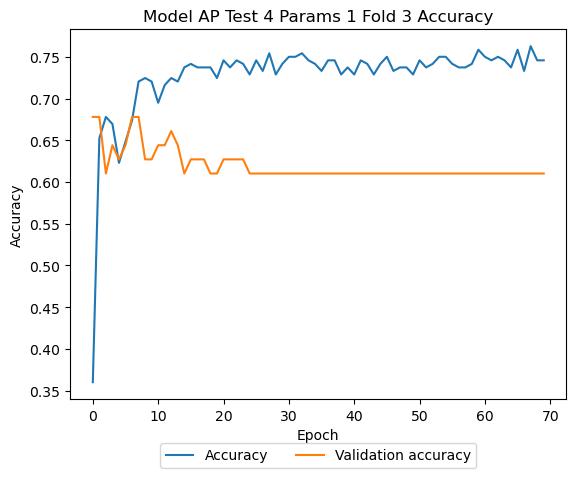 Model AP Test 4 Params 1 Fold 3 Accuracy
Accuracy
0.75
0.70
0.65
0.60
0.55
0.50
0.45
0.40
0.35
0 10 20 30 40 50 60 70
Epoch
Accuracy Validation accuracy